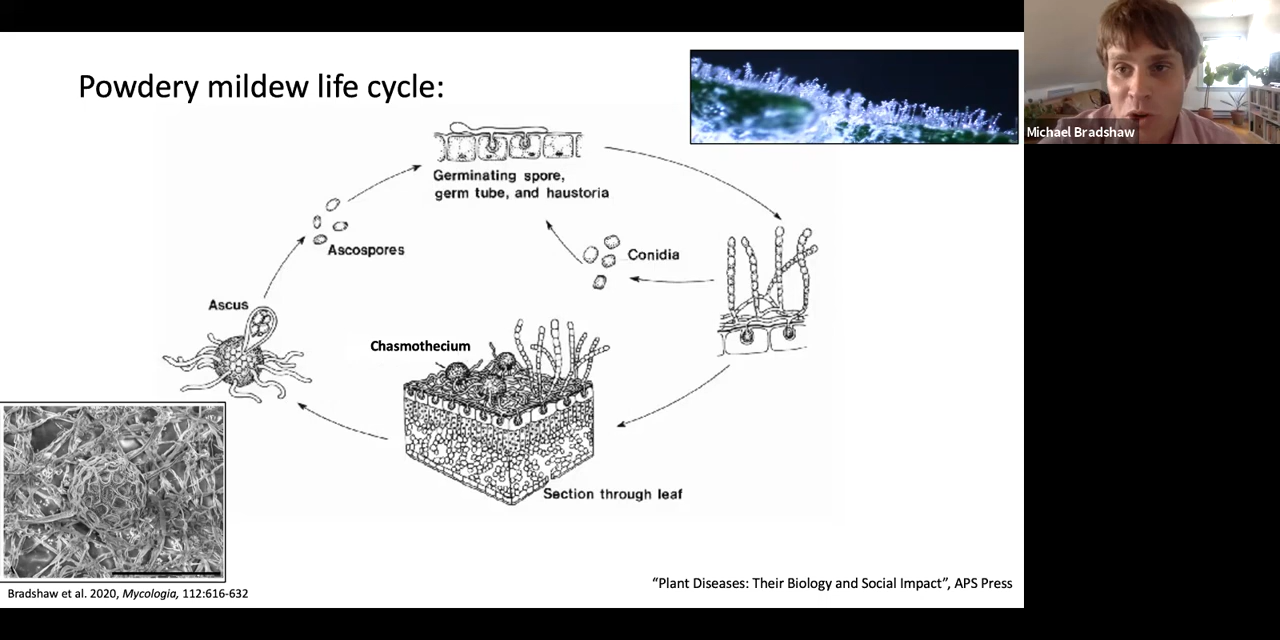 Powdery mildew life cycle:
Michael Bradshaw
Germinating spore,
germ tube, and haustoria
Ascospores
Conidia
Ascus
Chasmothecium
Section through leaf
"Plant Diseases: Their Biology and Social Impact", APS Press
Bradshaw et al. 2020, Mycologia, 112:616-632